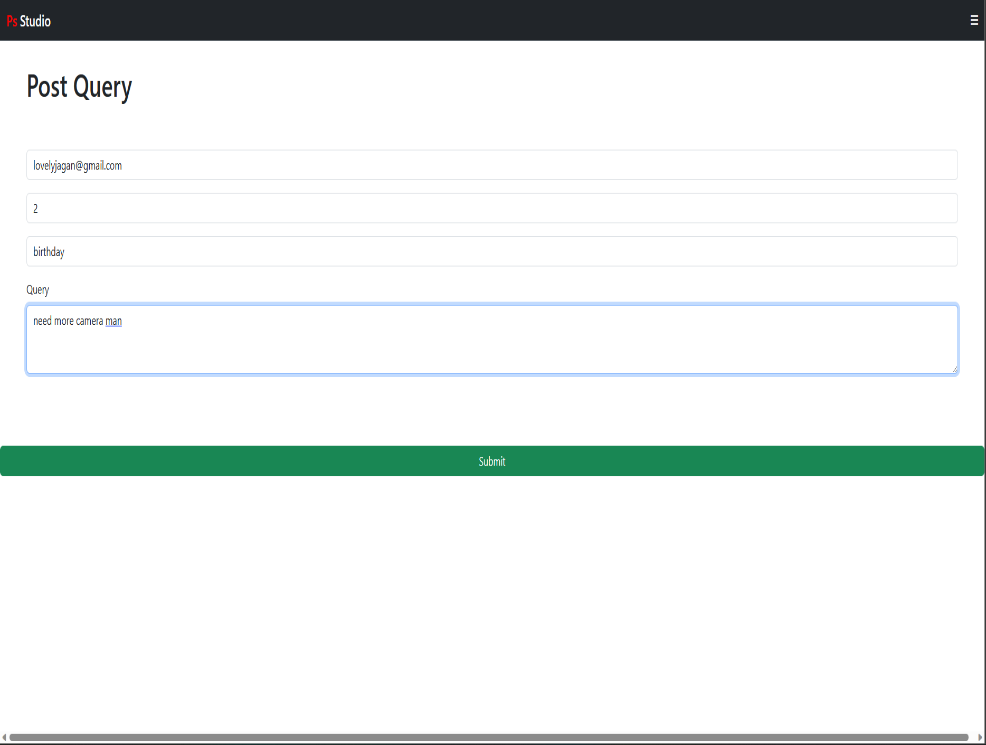 Ps Studio
Post Query
lovelyjagan@gmail.com
2
birthday
Query
need more camera man
Submit